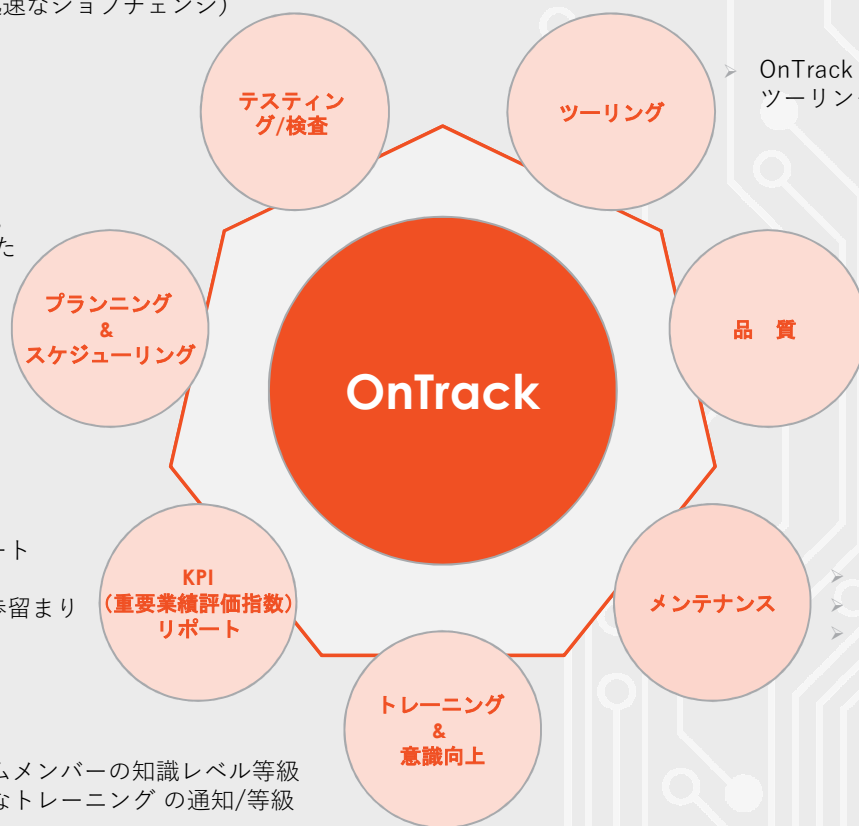 速なジョブチェンジ)
テスティン
グ/検査
ツーリング
OnTrack
ツーリング
た
プランニング
&
スケジューリング
品 質
OnTrack
ート
留まり
KPI
(重要業績評価指数)
リポート
メンテナンス
トレーニング
&
意識向上
ムメンバーの知識レベル等級
なトレーニング の通知/等級